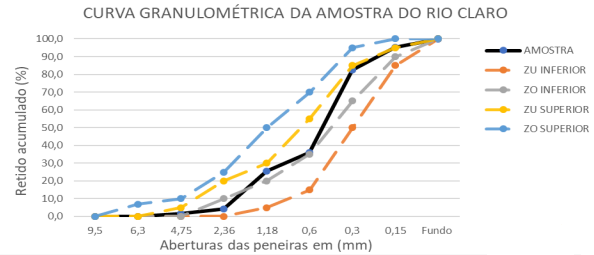 CURVA GRANULOMÉTRICA DA AMOSTRA DO RIO CLARO
Retido acumulado (%)
100,0
90,0
80,0
70,0
60,0
50,0
40,0
30,0
20,0
10,0
0,0
9,5 6,3 4,75 2,36 1,18 0,6 0,3 0,15 Fundo
Aberturas das peneiras em (mm)
AMOSTRA
ZU INFERIOR
ZO INFERIOR
ZU SUPERIOR
ZO SUPERIOR